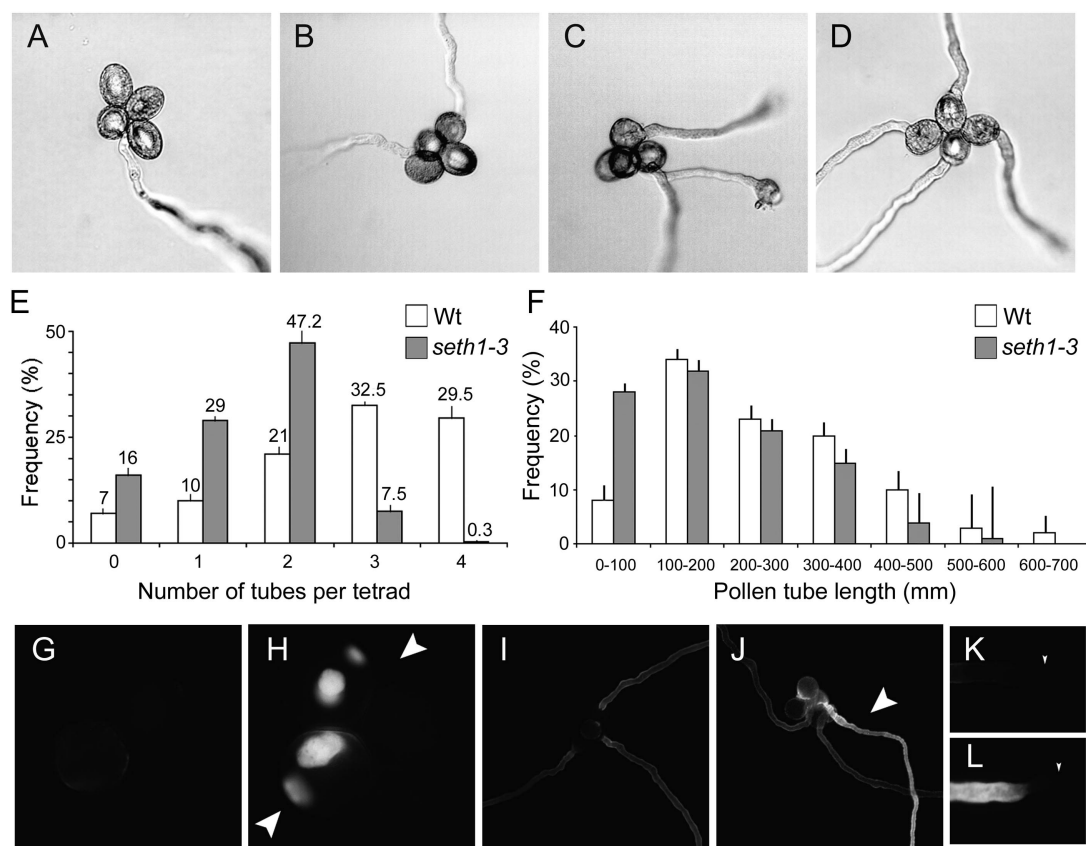 A
B
C
D
E
Wt
seth1-3
Frequency (%)
50
25
0
7
16
10
29
21
47.2
32.5
7.5
29.5
0.3
0
1
2
3
4
Number of tubes per tetrad
F
Wt
seth1-3
Frequency (%)
40
30
20
10
0
0-100
100-200
200-300
300-400
400-500
500-600
600-700
Pollen tube length (mm)
G
H
I
J
K
L